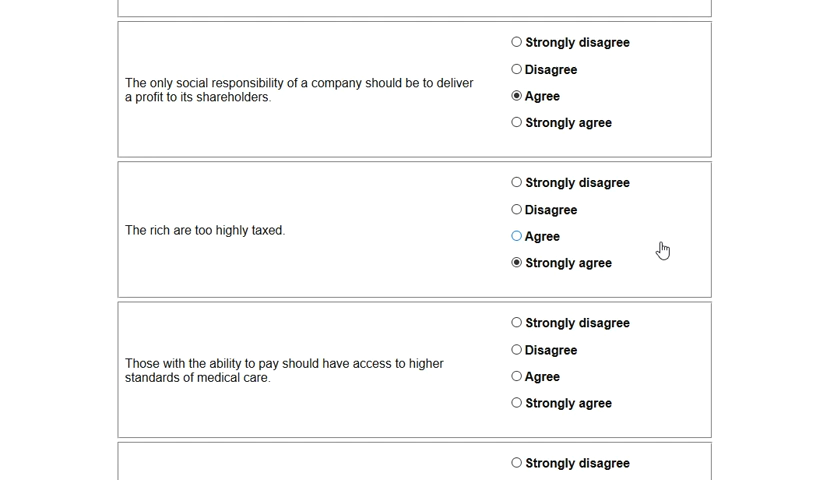 Strongly disagree
Disagree
The only social responsibility of a company should be to deliver
a profit to its shareholders.
Agree
Strongly agree
Strongly disagree
Disagree
The rich are too highly taxed.
Agree
Strongly agree
Strongly disagree
Disagree
Those with the ability to pay should have access to higher
standards of medical care.
Agree
Strongly agree
Strongly disagree